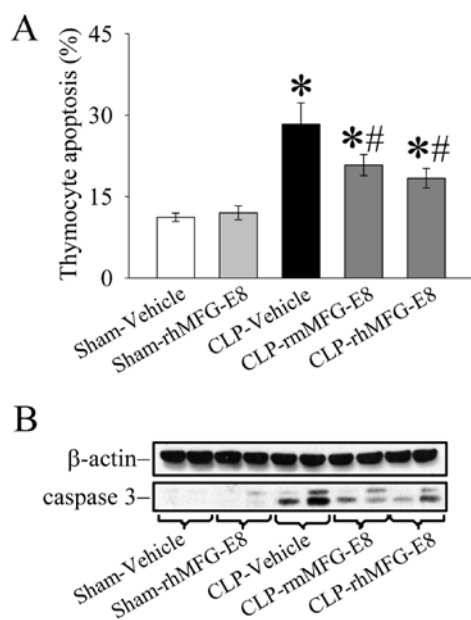 A
Thymocyte apoptosis (%)
45
30
15
0
*
*#
*#
Sham-Vehicle
Sham-rhMFG-E8
CLP-Vehicle
CLP-rmMFG-E8
CLP-rhMFG-E8
B
β-actin
caspase 3
Sham-Vehicle
Sham-rhMFG-E8
CLP-Vehicle
CLP-rmMFG-E8
CLP-rhMFG-E8